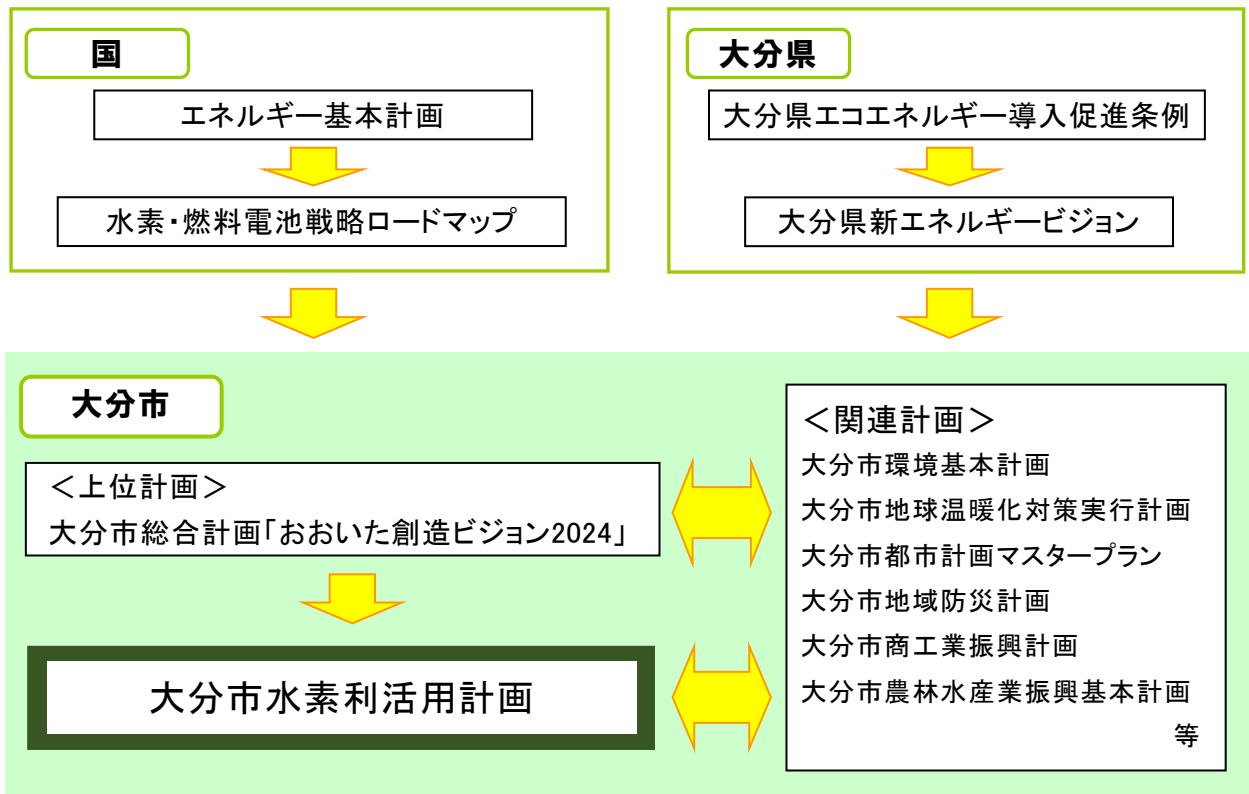 国
エネルギー基本計画
水素・燃料電池戦略ロードマップ
大分県
大分県エコエネルギー導入促進条例
大分県新エネルギービジョン
大分市
＜上位計画＞
大分市総合計画「おおいた創造ビジョン2024」
大分市水素利活用計画
＜関連計画＞
大分市環境基本計画
大分市地球温暖化対策実行計画
大分市都市計画マスタープラン
大分市地域防災計画
大分市商工業振興計画
大分市農林水産業振興基本計画
等